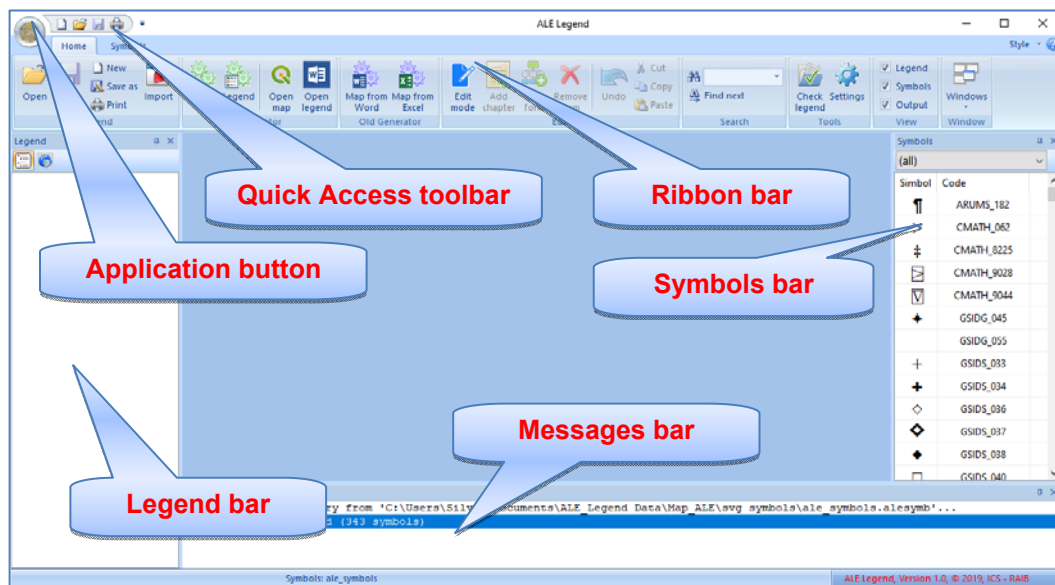 ALE Legend
Home
Style
Open
New
Save as
Print
Import
Open map
Open legend
Map from Word
Map from Excel
Old Generator
Edit mode
Add chapter
Remove
Undo
Cut
Copy
Paste
Find next
Search
Check legend
Settings
Tools
Legend
Symbols
Output
View
Windows
Window
Legend
Symbols
(all)
Simbol Code
ARUMS_182
CMATH_062
CMATH_8225
CMATH_9028
CMATH_9044
GSIDG_045
GSIDG_055
GSIDS_033
GSIDS_034
GSIDS_036
GSIDS_037
GSIDS_038
GSIDS_040
Quick Access toolbar
Ribbon bar
Application button
Symbols bar
Messages bar
Legend bar
from 'C:\Users\ \ALE_Legend Data\Map_ALE\svg symbols\ale_symbols.alesymb'...
(343 symbols)
Symbols: ale_symbols
ALE Legend, Version 1.0, © 2019, ICS - RAIB